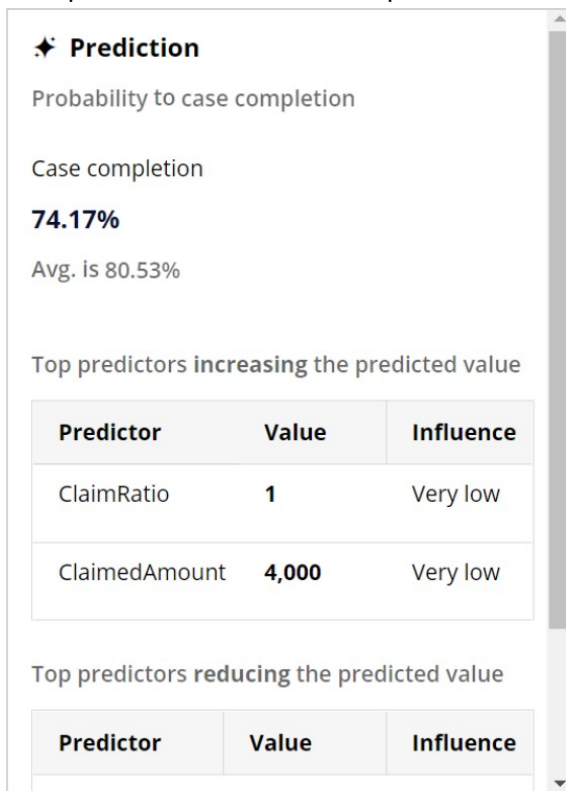 Prediction
Probability to case completion
Case completion
74.17%
Avg. is 80.53%
Top predictors increasing the predicted value
Predictor Value Influence
ClaimRatio 1 Very low
ClaimedAmount 4,000 Very low
Top predictors reducing the predicted value
Predictor Value Influence